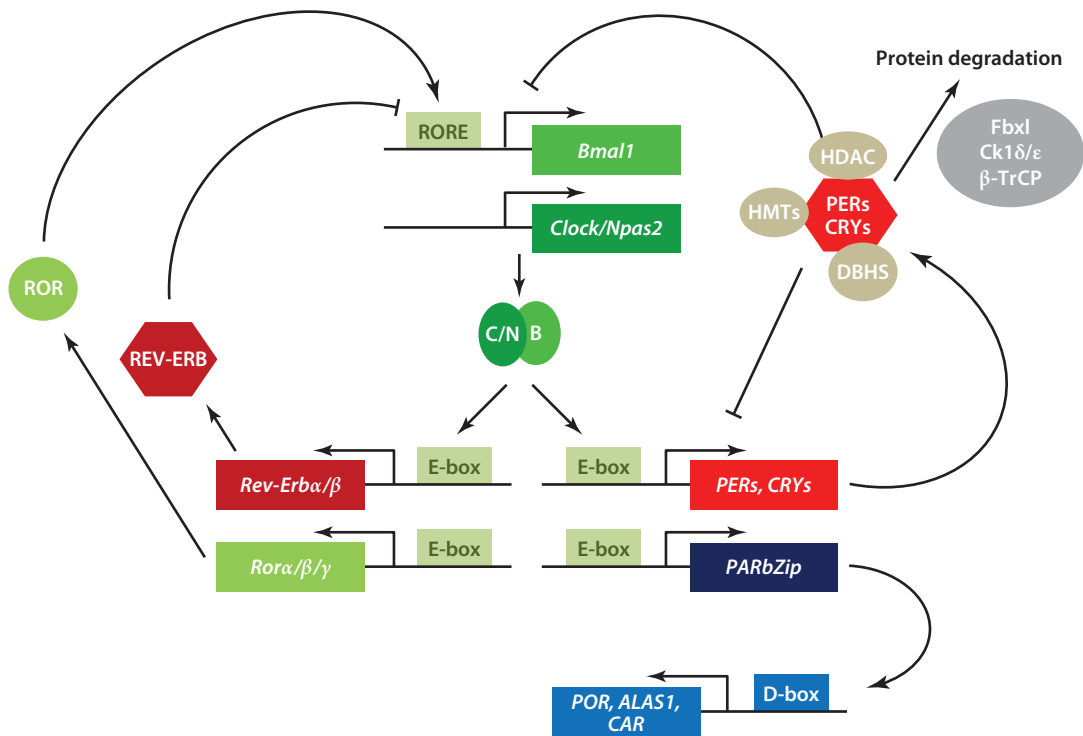 Protein degradation
Fbxl
Ck1δ/ε
β-TrCP
RORE
Bmal1
HDAC
HMTs
PERs
CRYs
DBHS
Clock/Npas2
ROR
REV-ERB
C/N
B
E-box
E-box
Rev-Erbα/β
PERs, CRYs
E-box
E-box
Rorα/β/γ
PARbZip
POR, ALAS1,
CAR
D-box